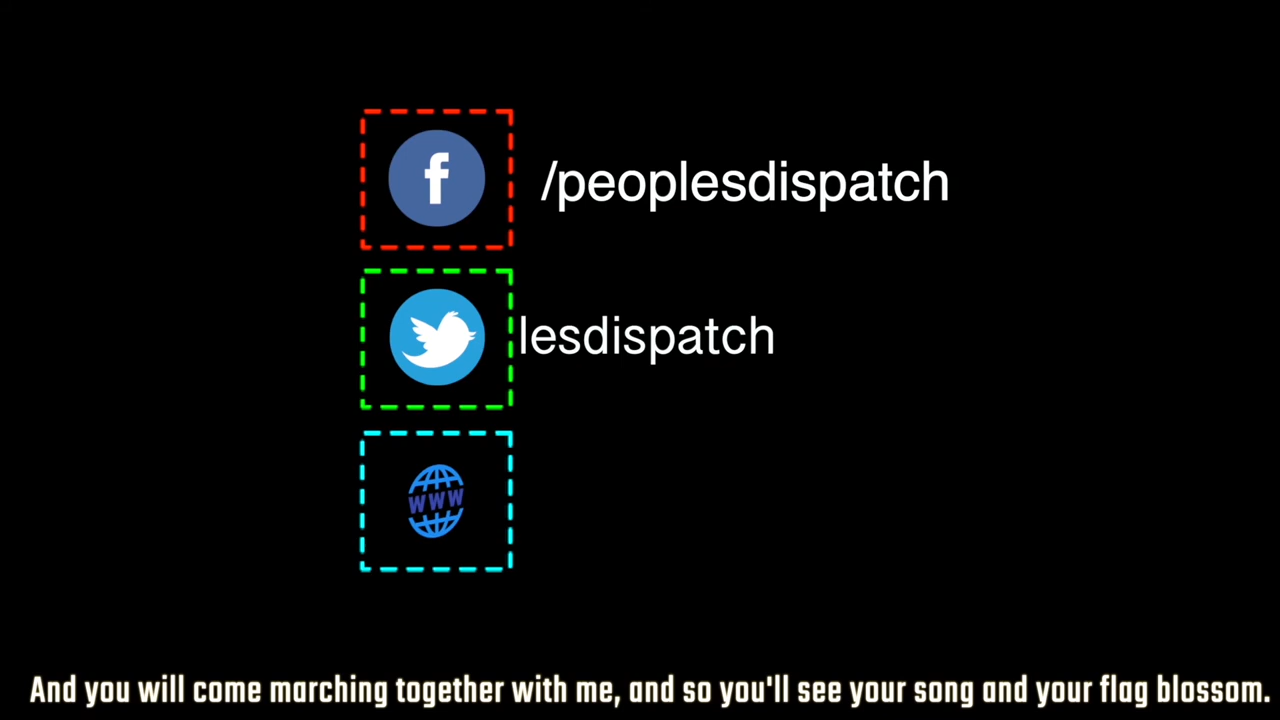 f
/peoplesdispatch
lesdispatch
WWW
And you will come marching together with me, and so you'll see your song and your flag blossom.